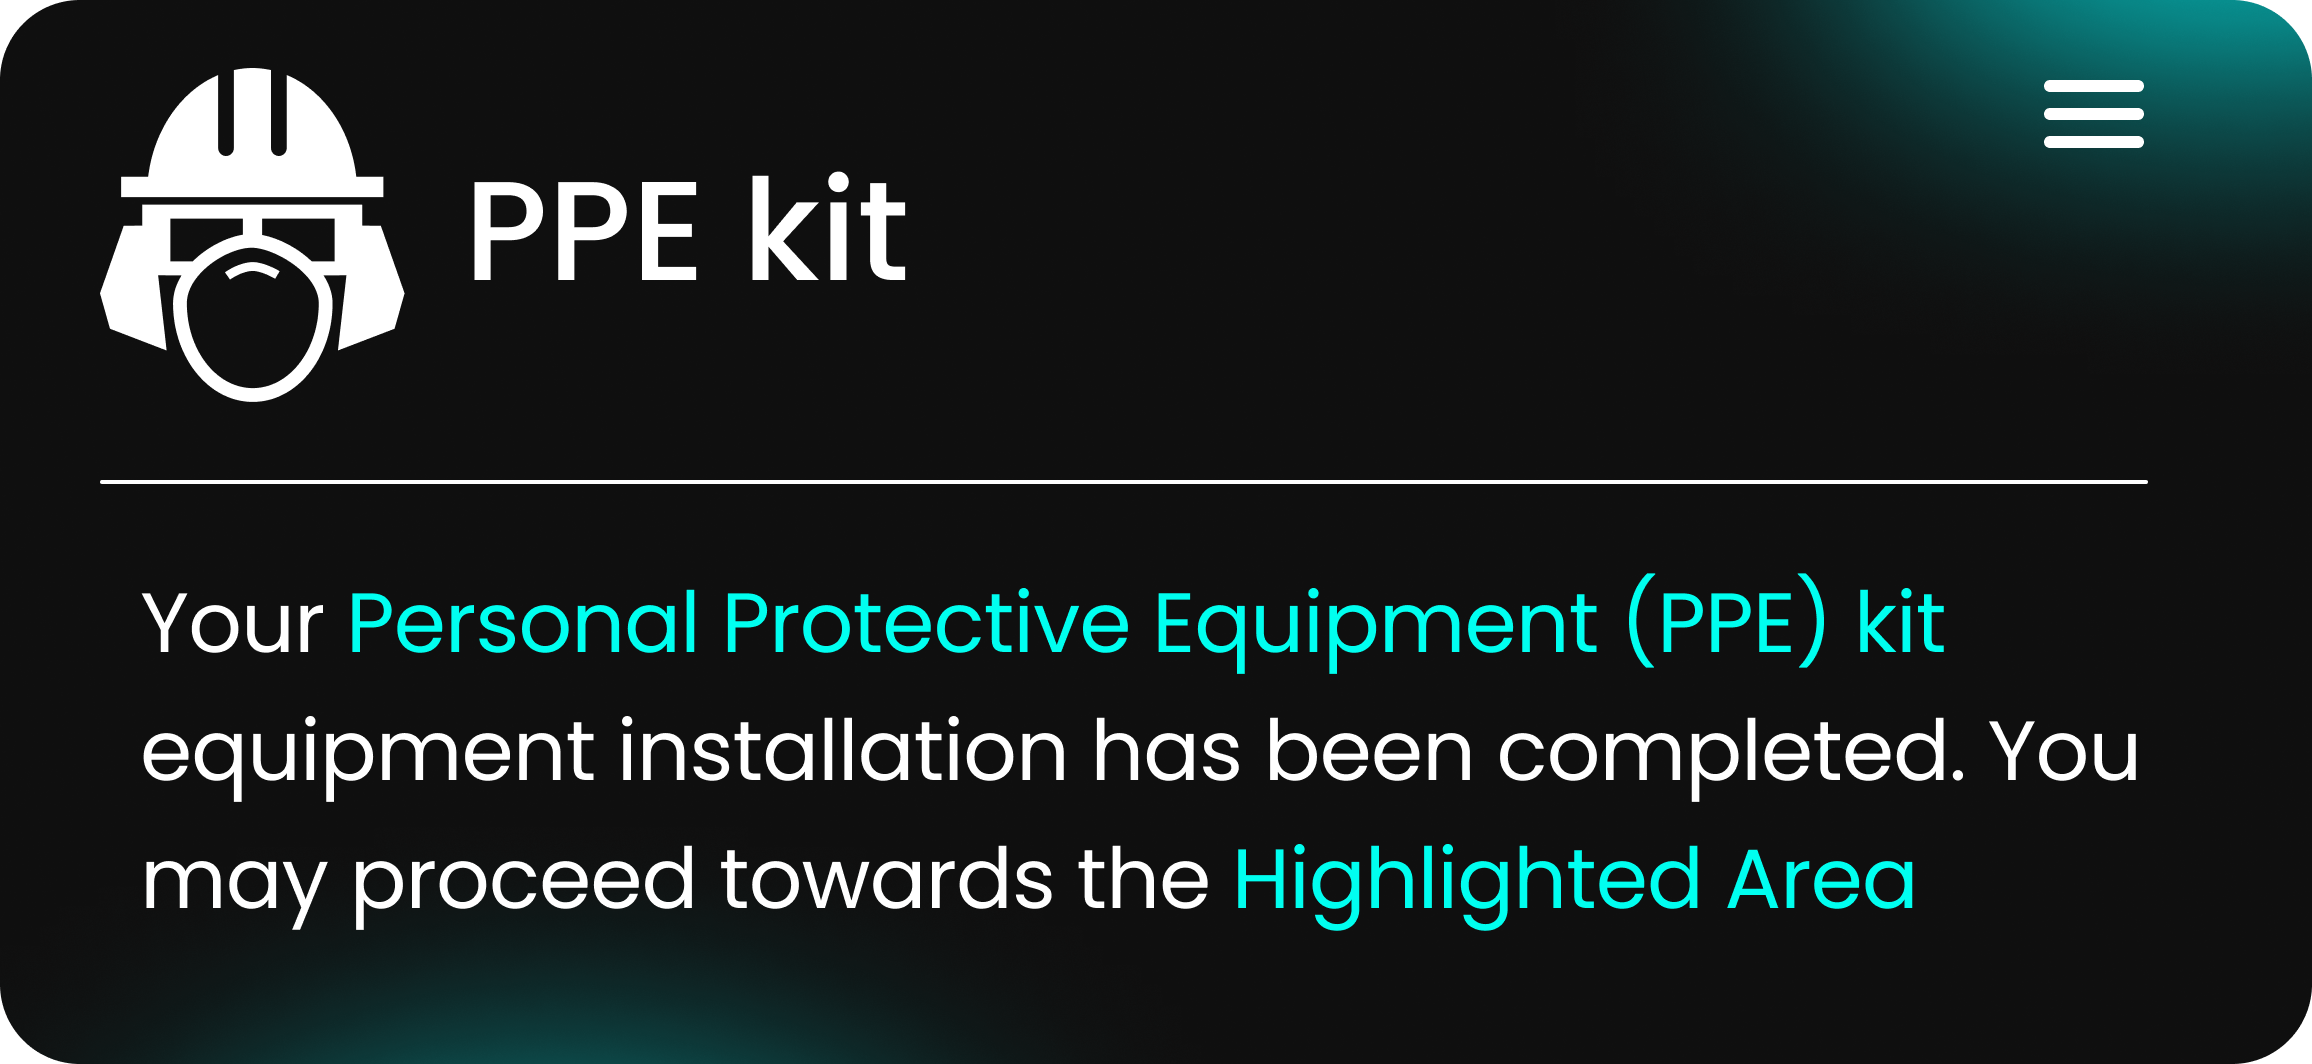 PPE kit
Your Personal Protective Equipment (PPE) kit
equipment installation has been completed. You
may proceed towards the Highlighted Area